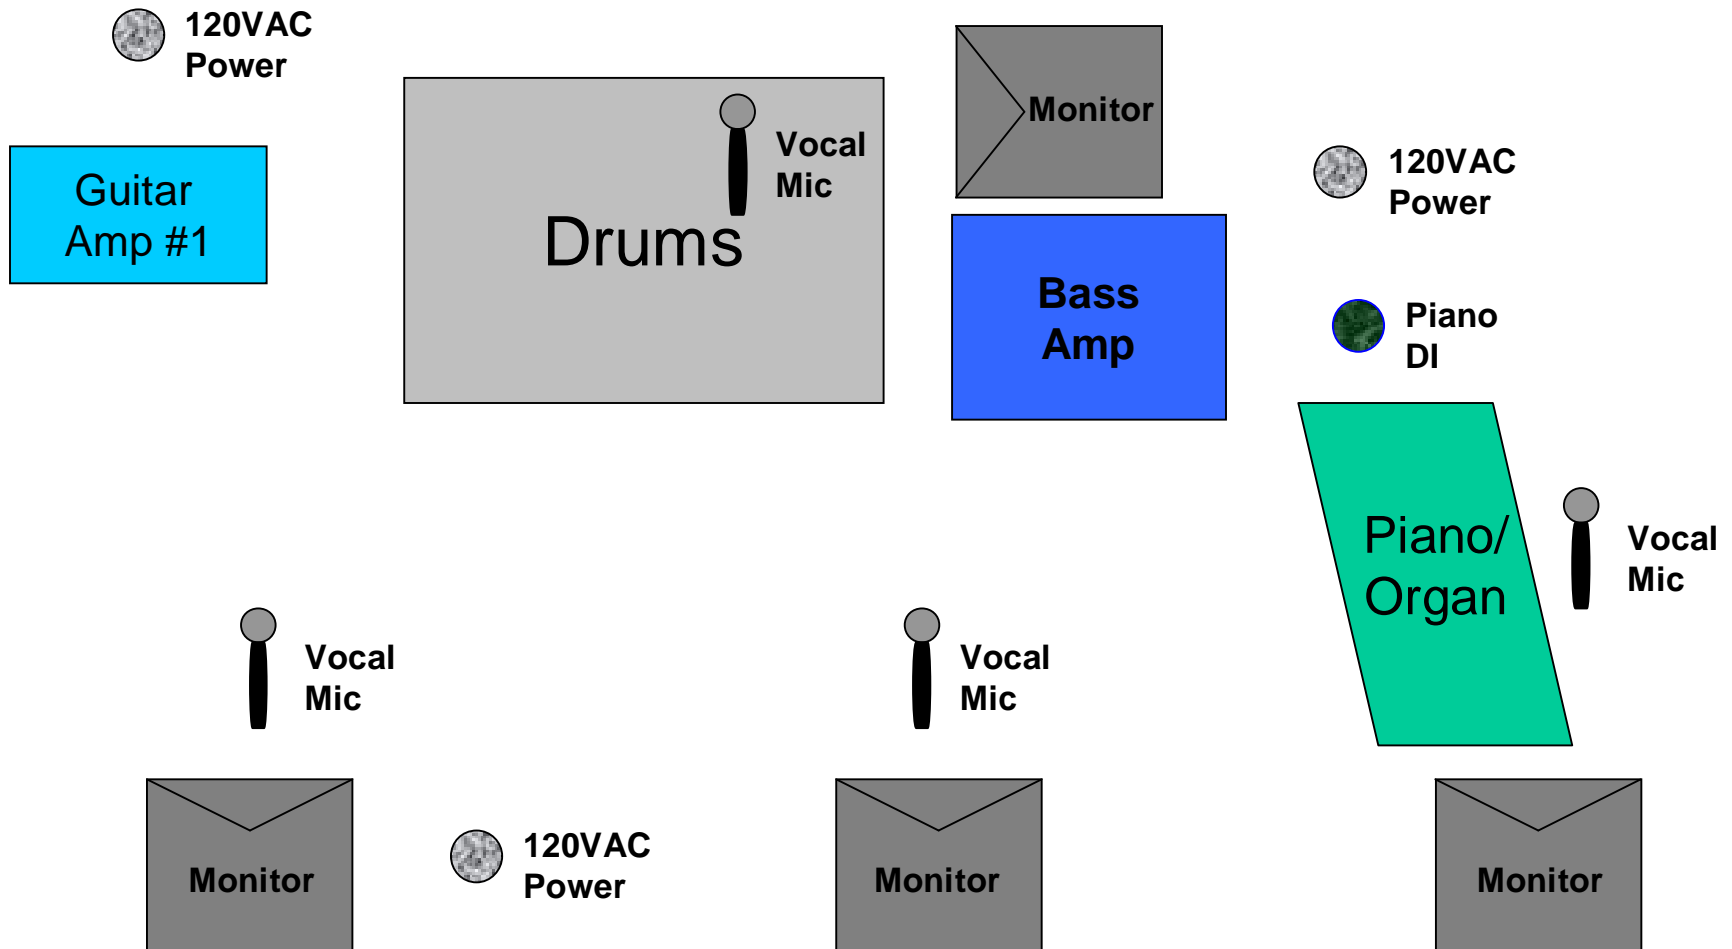 120VAC
Power
Monitor
Vocal
Mic
120VAC
Power
Guitar
Amp #1
Drums
Bass
Amp
Piano
DI
Piano/
Organ
Vocal
Mic
Vocal
Mic
Vocal
Mic
Monitor
120VAC
Power
Monitor
Monitor